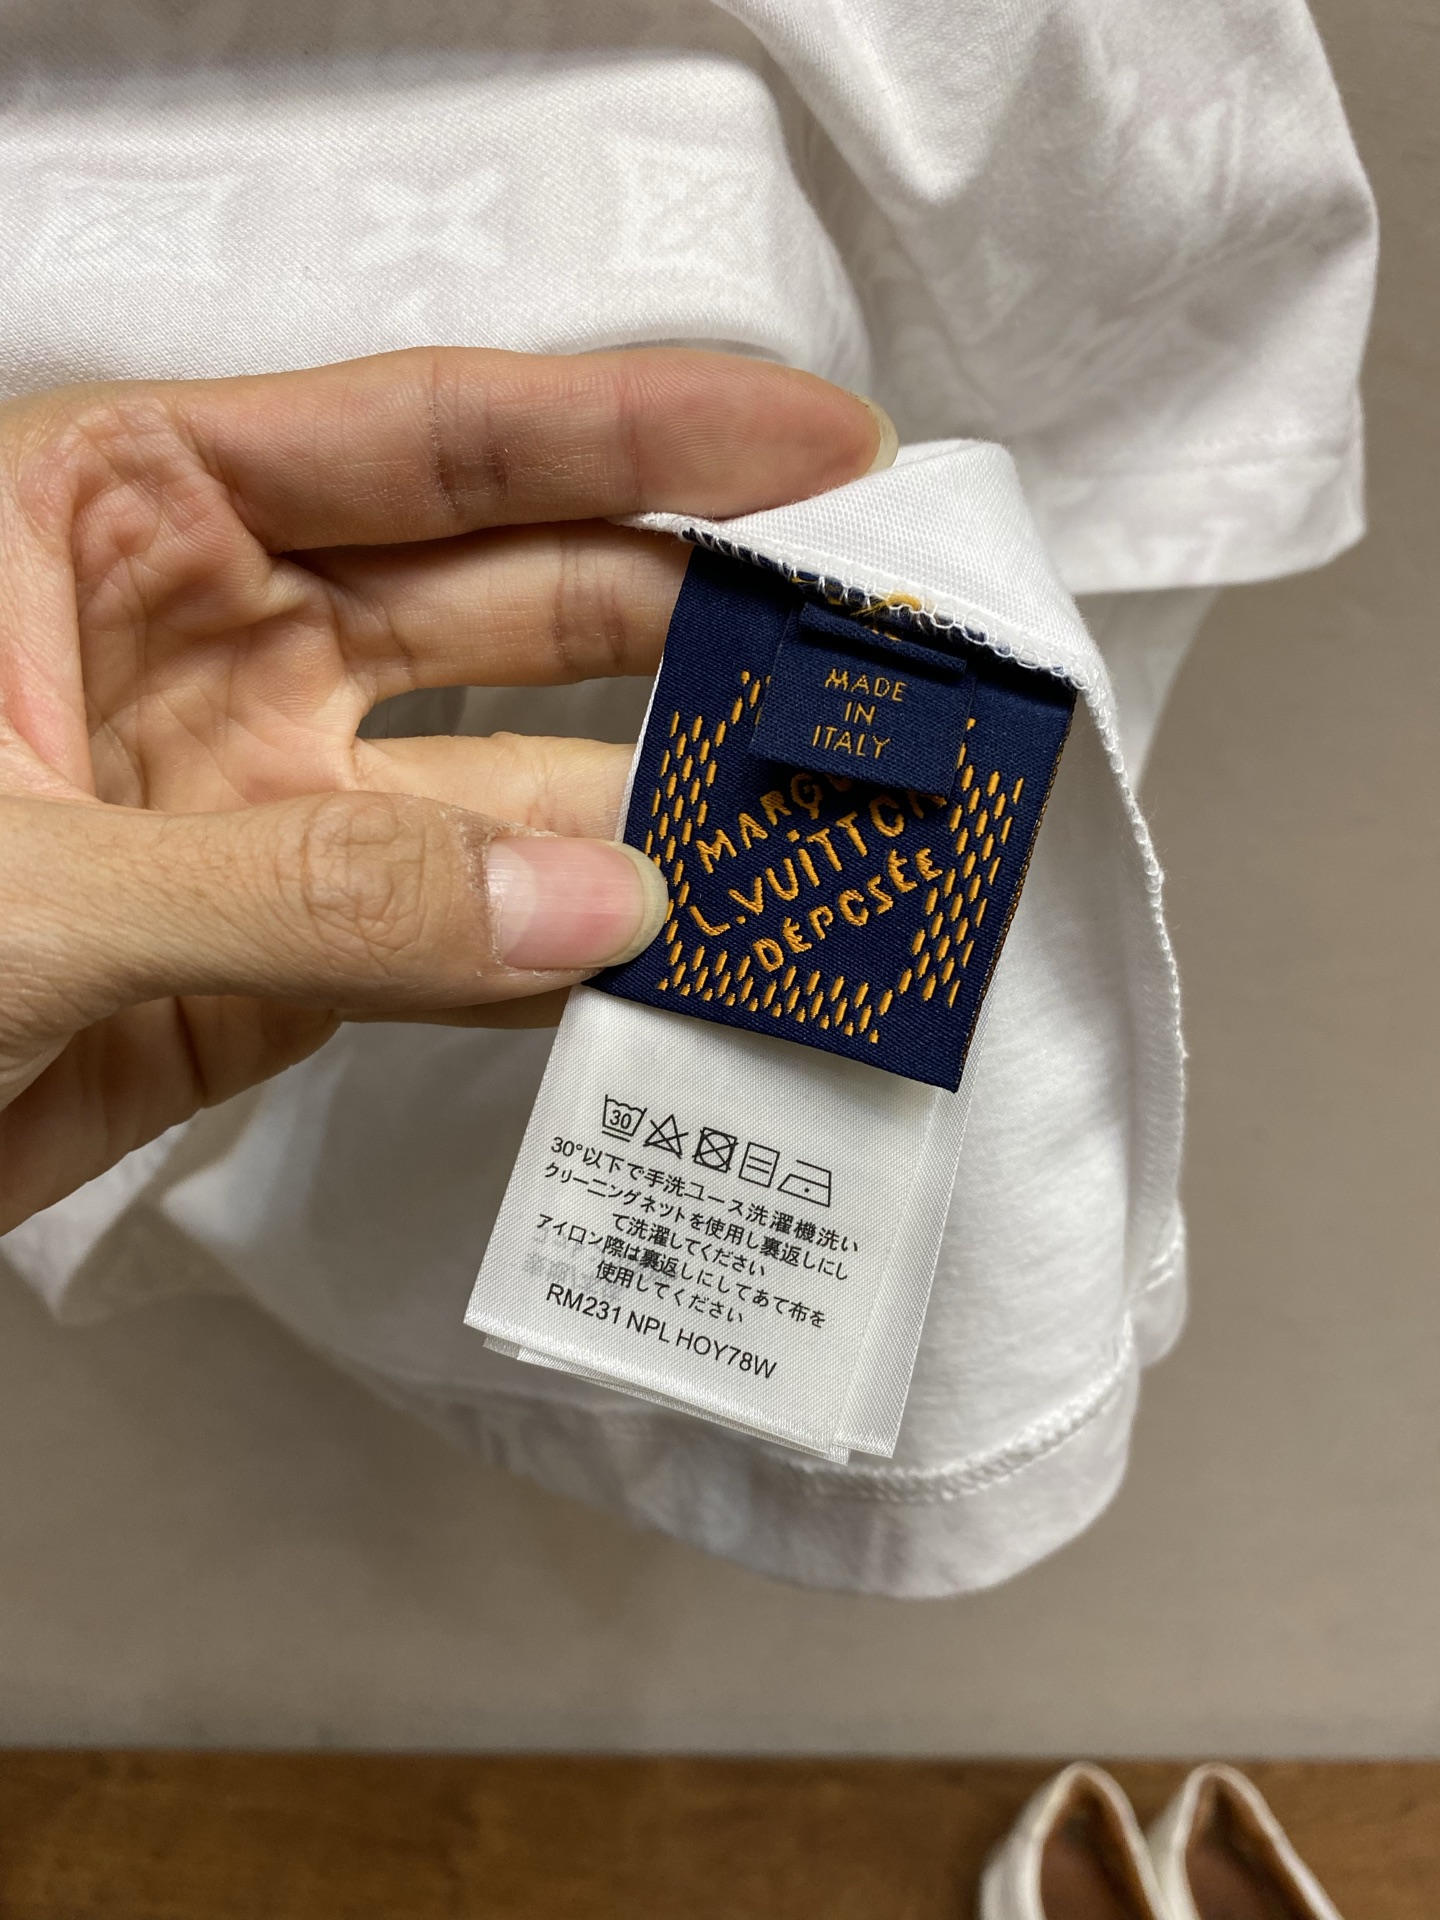 MADE
IN
ITALY
L.VUITTON
DÉPOSÉE
30
30°以下で手洗ユース洗濯機洗い
クリーニングネットを使用し裏返しにし
て洗濯してください
アイロン際は裏返しにしてあて布を
使用してください
RM231 NPL HOY78W